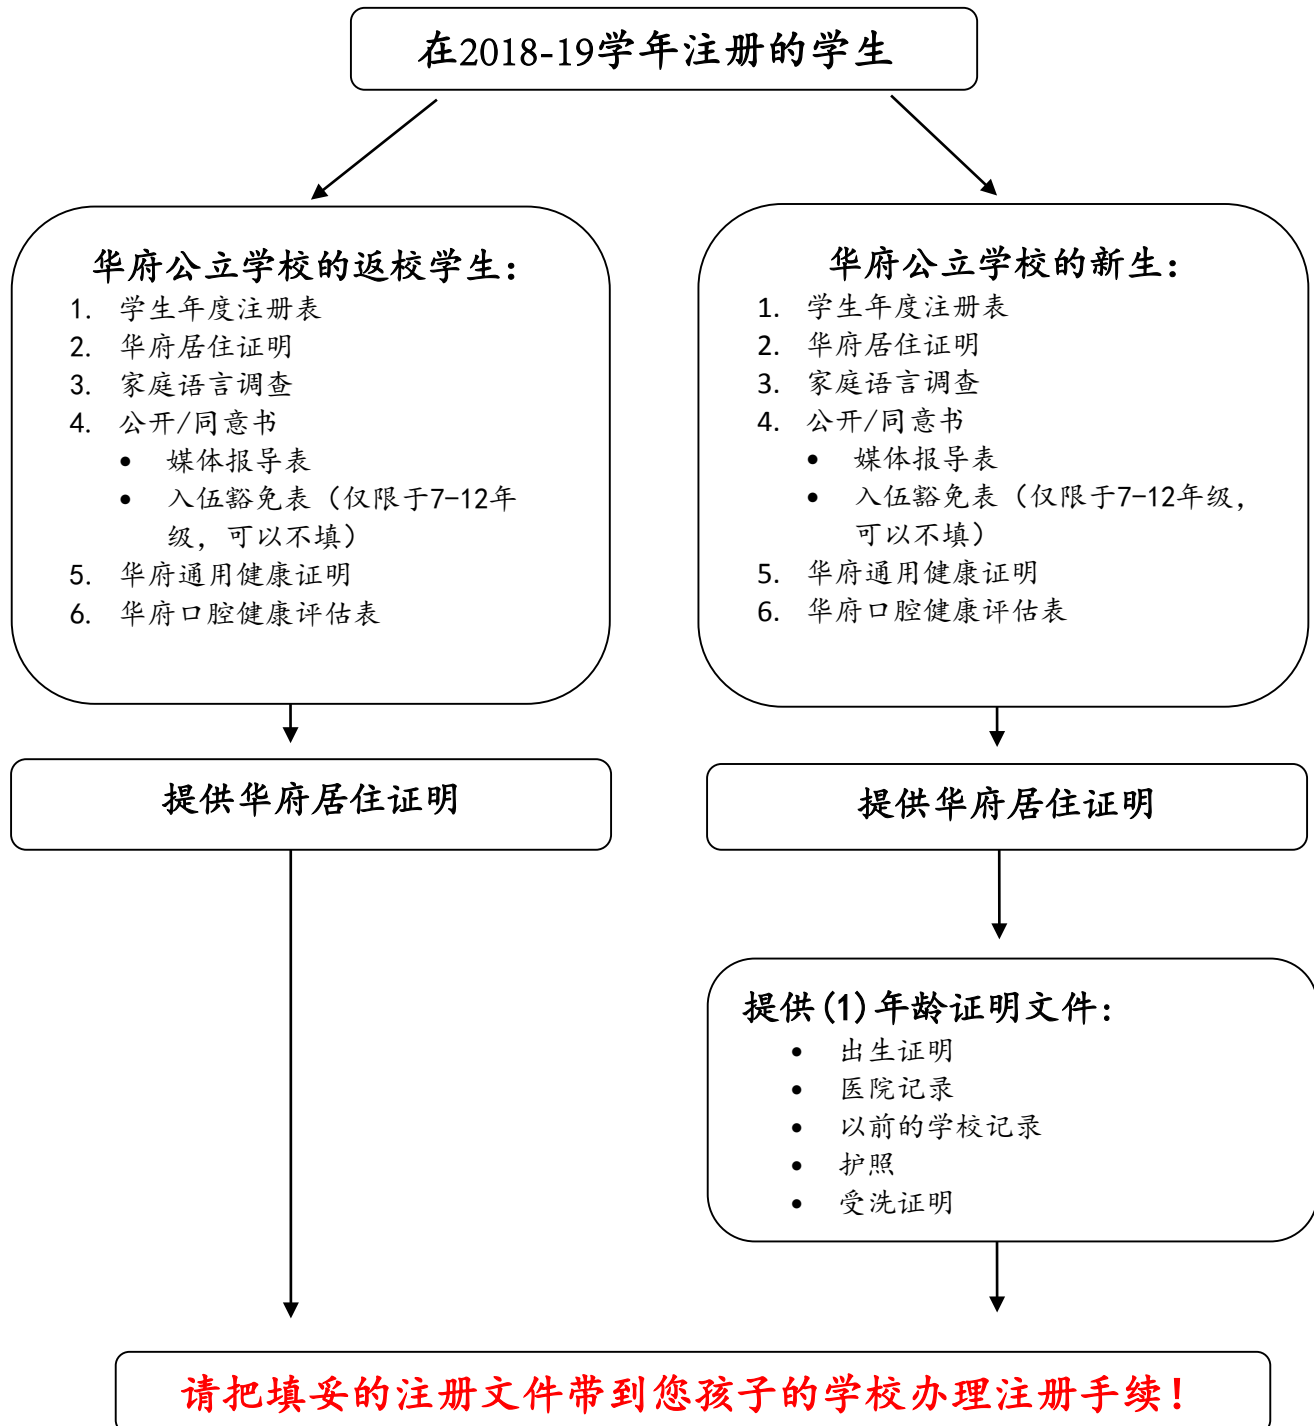 在2018-19学年注册的学生
华府公立学校的返校学生：
1. 学生年度注册表
2. 华府居住证明
3. 家庭语言调查
4. 公开/同意书
• 媒体报导表
• 入伍豁免表（仅限于7-12年
级，可以不填）
5. 华府通用健康证明
6. 华府口腔健康评估表
华府公立学校的新生：
1. 学生年度注册表
2. 华府居住证明
3. 家庭语言调查
4. 公开/同意书
• 媒体报导表
• 入伍豁免表（仅限于7-12年级，
可以不填）
5. 华府通用健康证明
6. 华府口腔健康评估表
提供华府居住证明
提供华府居住证明
提供(1)年龄证明文件：
• 出生证明
• 医院记录
• 以前的学校记录
• 护照
• 受洗证明
请把填妥的注册文件带到您孩子的学校办理注册手续！